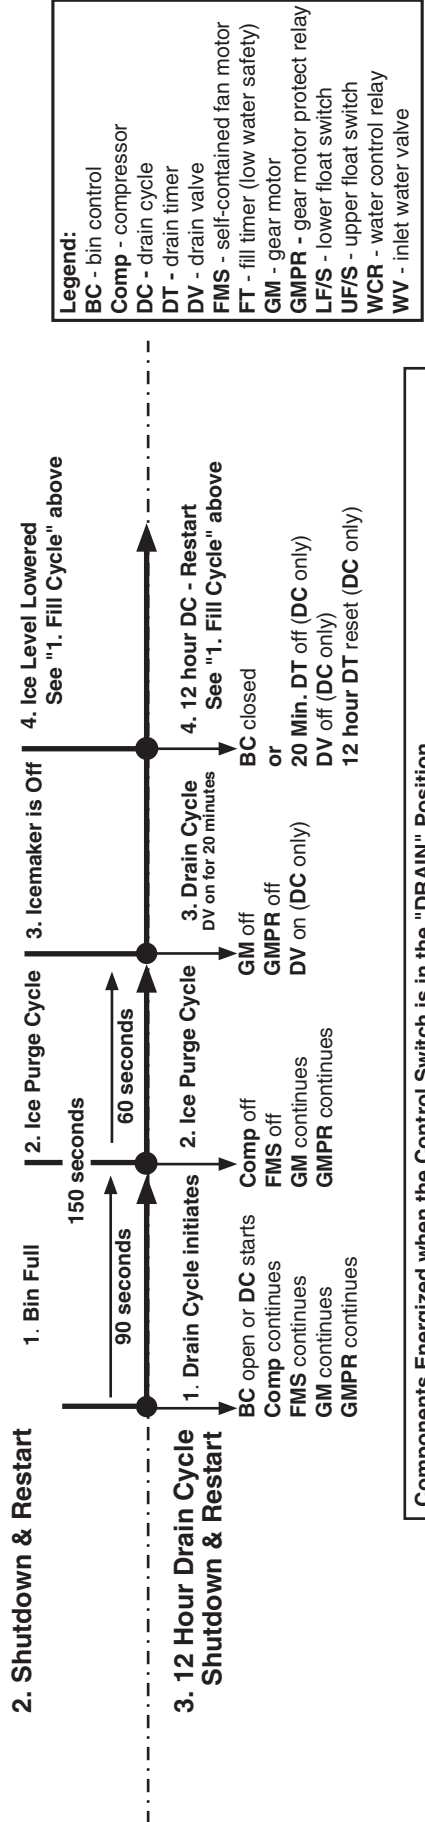 2. Shutdown & Restart
1. Bin Full
2. Ice Purge Cycle
3. Icemaker is Off
4. Ice Level Lowered
See "1. Fill Cycle" above
150 seconds
90 seconds
60 seconds
3. 12 Hour Drain Cycle
Shutdown & Restart
1. Drain Cycle initiates
2. Ice Purge Cycle
3. Drain Cycle
DV on for 20 minutes
4. 12 hour DC - Restart
See "1. Fill Cycle" above
BC open or DC starts
Comp continues
FMS continues
GM continues
GMPR continues
Comp off
FMS off
GM continues
GMPR continues
GM off
GMPR off
DV on (DC only)
BC closed
or
20 Min. DT off (DC only)
DV off (DC only)
12 hour DT reset (DC only)
Legend:
BC - bin control
Comp - compressor
DC - drain cycle
DT - drain timer
DV - drain valve
FMS - self-contained fan motor
FT - fill timer (low water safety)
GM - gear motor
GMPR - gear motor protect relay
LF/S - lower float switch
UF/S - upper float switch
WCR - water control relay
WV - inlet water valve
Components Energized when the Control Switch is in the "DRAIN" Position